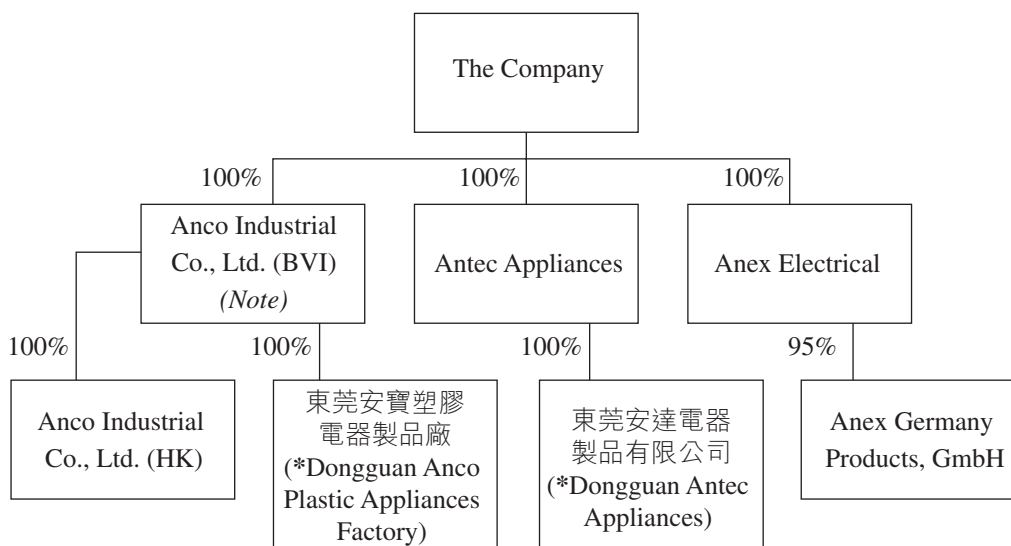 The Company
100%
100%
100%
Anco Industrial
Co., Ltd. (BVI)
(Note)
Antec Appliances
Anex Electrical
100%
100%
100%
95%
Anco Industrial
Co., Ltd. (HK)
東莞安寶塑膠
電器製品廠
(*Dongguan Anco
Plastic Appliances
Factory)
東莞安達電器
製品有限公司
(*Dongguan Antec
Appliances)
Anex Germany
Products, GmbH